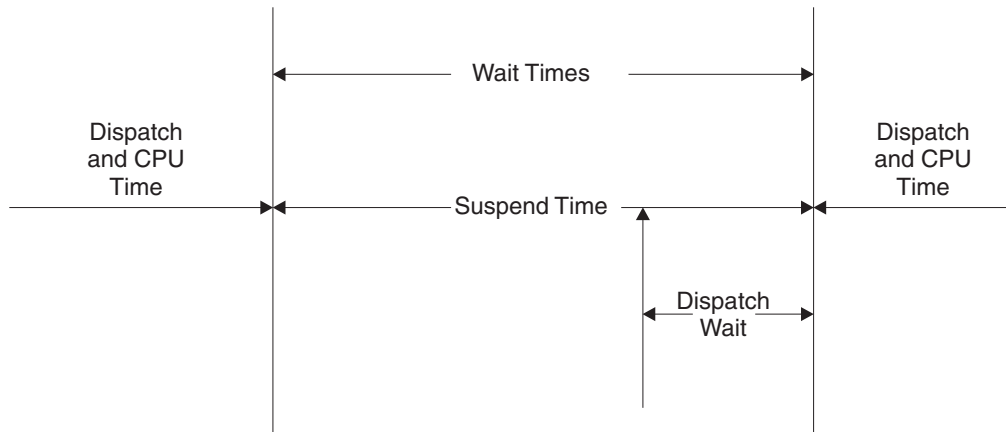 Wait Times
Dispatch
and CPU
Time
Dispatch
and CPU
Time
Suspend Time
Dispatch
Wait